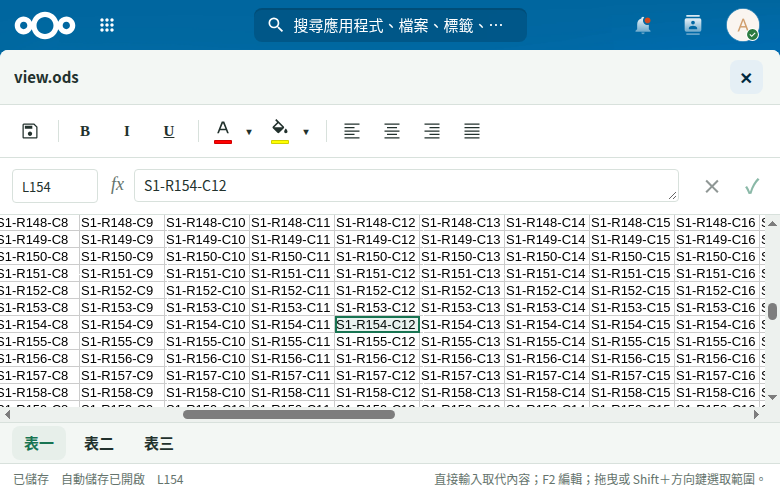 搜尋應用程式、檔案、標籤、…
A
view.ods
B I U A
L154 fx S1-R154-C12
S1-R148-C8 S1-R148-C9 S1-R148-C10 S1-R148-C11 S1-R148-C12 S1-R148-C13 S1-R148-C14 S1-R148-C15 S1-R148-C16
S1-R149-C8 S1-R149-C9 S1-R149-C10 S1-R149-C11 S1-R149-C12 S1-R149-C13 S1-R149-C14 S1-R149-C15 S1-R149-C16
S1-R150-C8 S1-R150-C9 S1-R150-C10 S1-R150-C11 S1-R150-C12 S1-R150-C13 S1-R150-C14 S1-R150-C15 S1-R150-C16
S1-R151-C8 S1-R151-C9 S1-R151-C10 S1-R151-C11 S1-R151-C12 S1-R151-C13 S1-R151-C14 S1-R151-C15 S1-R151-C16
S1-R152-C8 S1-R152-C9 S1-R152-C10 S1-R152-C11 S1-R152-C12 S1-R152-C13 S1-R152-C14 S1-R152-C15 S1-R152-C16
S1-R153-C8 S1-R153-C9 S1-R153-C10 S1-R153-C11 S1-R153-C12 S1-R153-C13 S1-R153-C14 S1-R153-C15 S1-R153-C16
S1-R154-C8 S1-R154-C9 S1-R154-C10 S1-R154-C11 S1-R154-C12 S1-R154-C13 S1-R154-C14 S1-R154-C15 S1-R154-C16
S1-R155-C8 S1-R155-C9 S1-R155-C10 S1-R155-C11 S1-R155-C12 S1-R155-C13 S1-R155-C14 S1-R155-C15 S1-R155-C16
S1-R156-C8 S1-R156-C9 S1-R156-C10 S1-R156-C11 S1-R156-C12 S1-R156-C13 S1-R156-C14 S1-R156-C15 S1-R156-C16
S1-R157-C8 S1-R157-C9 S1-R157-C10 S1-R157-C11 S1-R157-C12 S1-R157-C13 S1-R157-C14 S1-R157-C15 S1-R157-C16
S1-R158-C8 S1-R158-C9 S1-R158-C10 S1-R158-C11 S1-R158-C12 S1-R158-C13 S1-R158-C14 S1-R158-C15 S1-R158-C16
表一 表二 表三
已儲存 自動儲存已開啟 L154 直接輸入取代內容；F2 編輯；拖曳或 Shift＋方向鍵選取範圍。